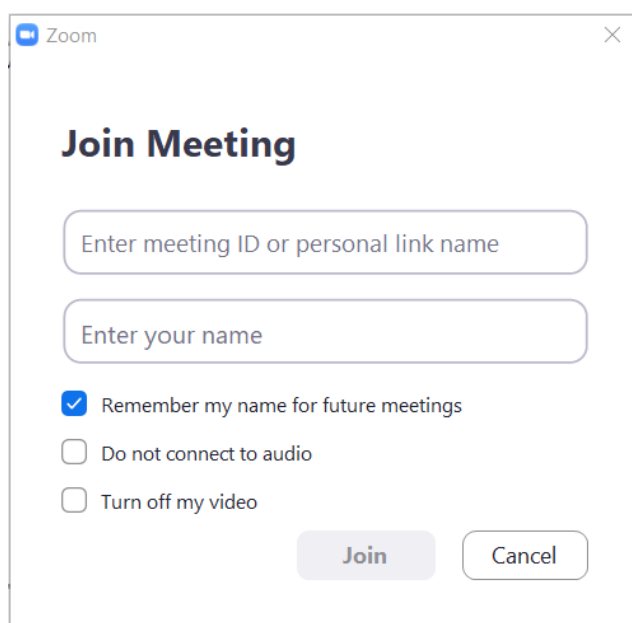 Zoom
Join Meeting
Enter meeting ID or personal link name
Enter your name
Remember my name for future meetings
Do not connect to audio
Turn off my video
Join Cancel